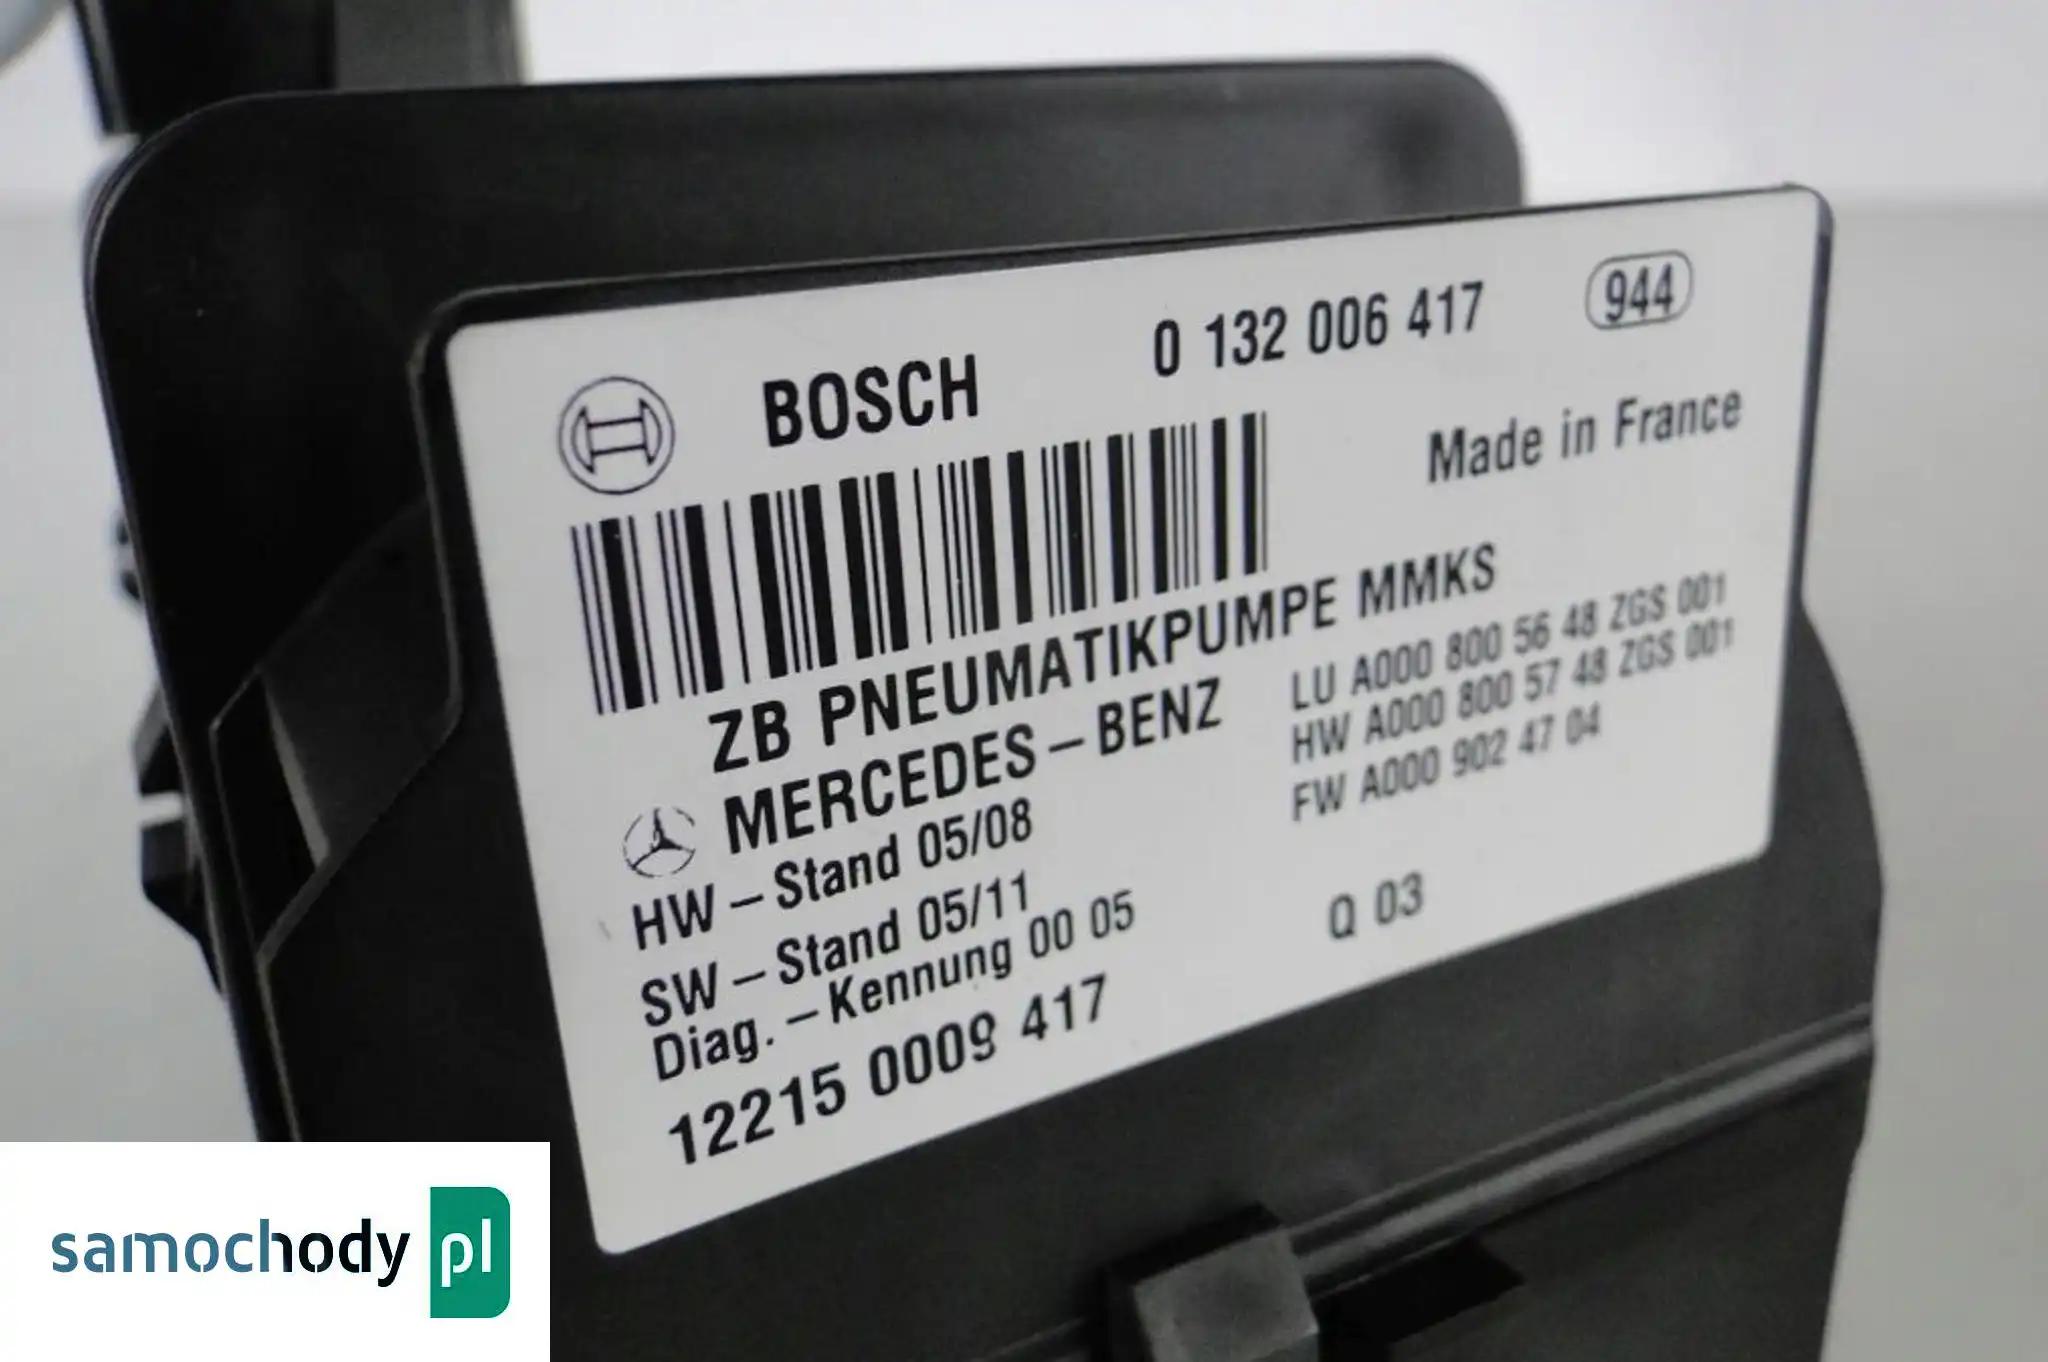 BOSCH 0 132 006 417 944
Made in France
ZB PNEUMATIKPUMPE MMKS
MERCEDES-BENZ
LU A000 800 56 48 ZGS 001
HW A000 800 57 48 ZGS 001
FW A000 902 47 04
HW-Stand 05/08
SW-Stand 05/11
Diag.-Kennung 00 05
Q 03
12215 0009 417
samochody pl